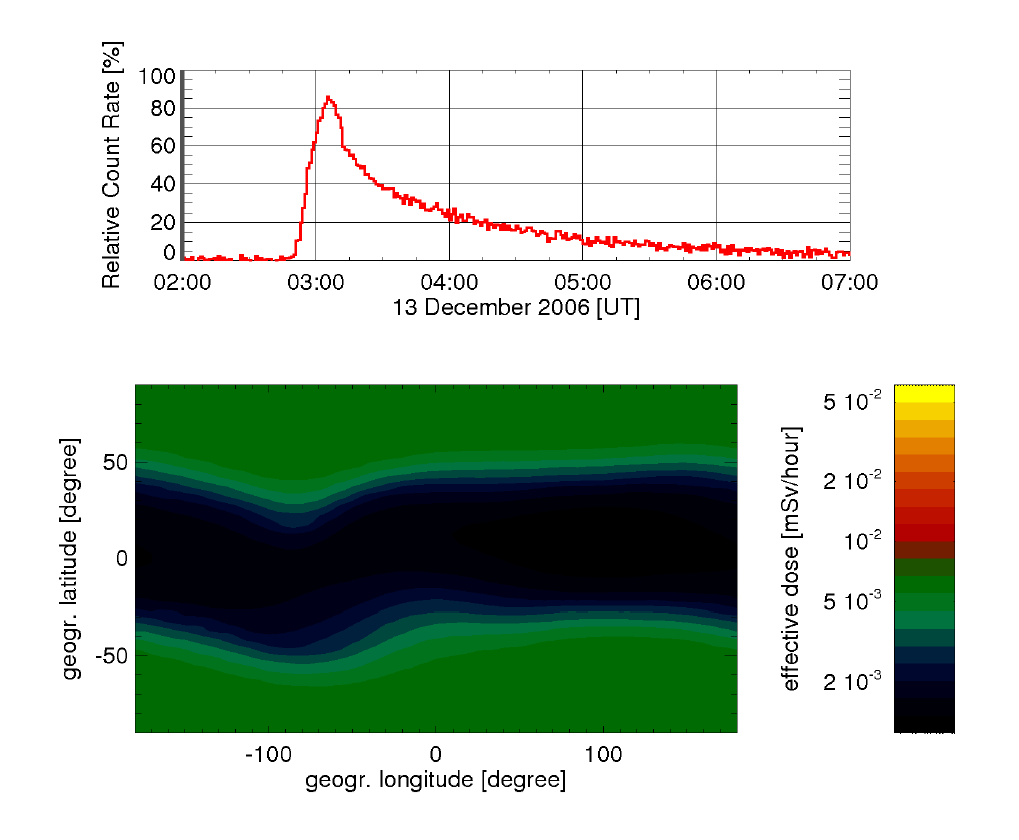 Relative Count Rate [%]
100
80
60
40
20
0
02:00 03:00 04:00 05:00 06:00 07:00
13 December 2006 [UT]
geogr. latitude [degree]
50
0
-50
-100 0 100
geogr. longitude [degree]
effective dose [mSv/hour]
5 10^-2
2 10^-2
10^-2
5 10^-3
2 10^-3